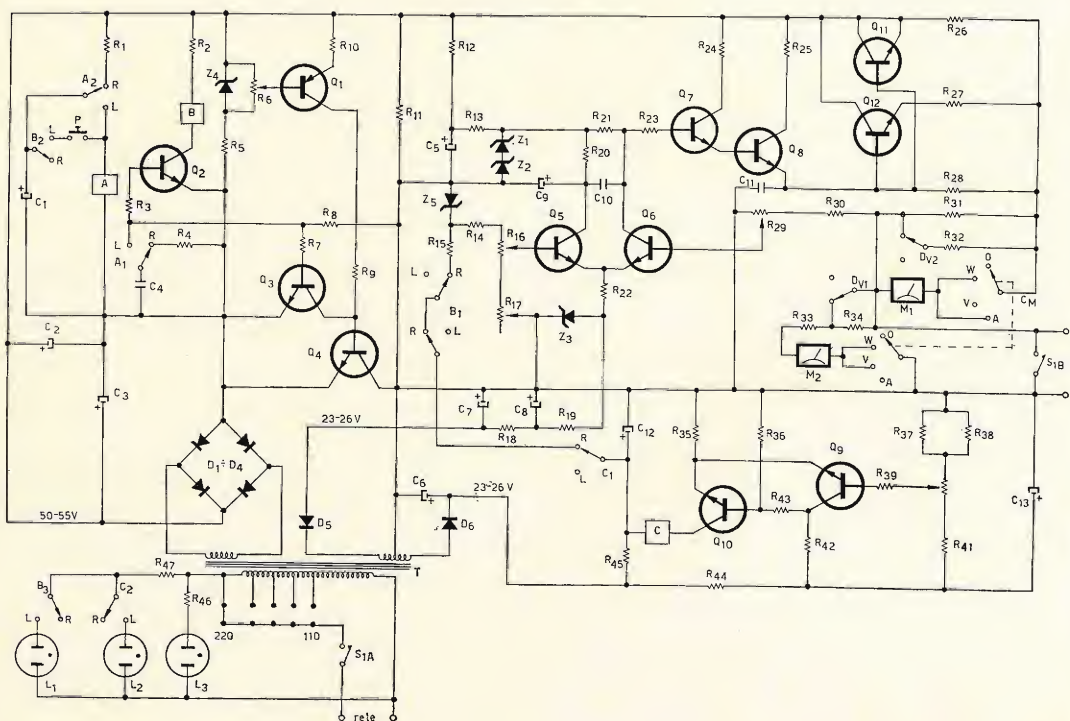 R1
R2
R10
R12
R24
R25
Q11
R26
A2
R
L
Z4
R6
Q1
Q7
Q12
R27
P
B
R11
R13
Z1
R21
R23
B2
L
R
Q2
R5
C5
Z2
R20
Q8
A
C9
C10
C11
R28
C1
R3
Z5
R30
R31
R8
R14
R16
Q5
Q6
R29
L
R
R4
R7
R15
R32
A1
DV2
C4
Q3
R9
L
R
R17
R22
DV1
O
W
B1
M1
V
CM
R
L
Z3
R33
R34
A
C2
Q4
M2
W
O
V
A
S1B
C3
23-26 V
C7
C8
R19
R18
C12
R35
R36
Q9
R37
R38
D1÷D4
R
C1
L
R39
C6
23-26 V
R43
C13
50-55V
D5
D6
C
Q10
R42
R41
T
R45
R44
R47
B3
C2
R46
L
R
R
L
220
110
S1A
L1
L2
L3
rele